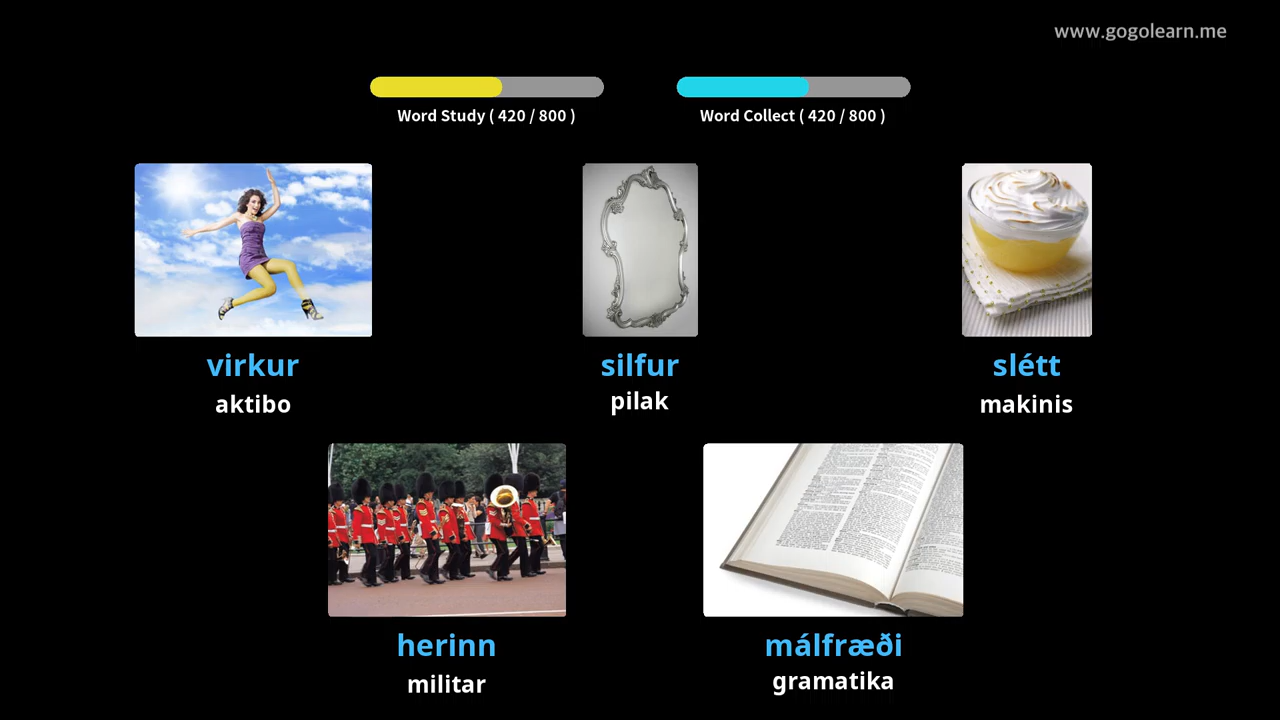 www.gogolearn.me
Word Study ( 420 / 800 )
Word Collect ( 420 / 800 )
virkur
aktibo
silfur
pilak
slétt
makinis
herinn
militar
málfræði
gramatika